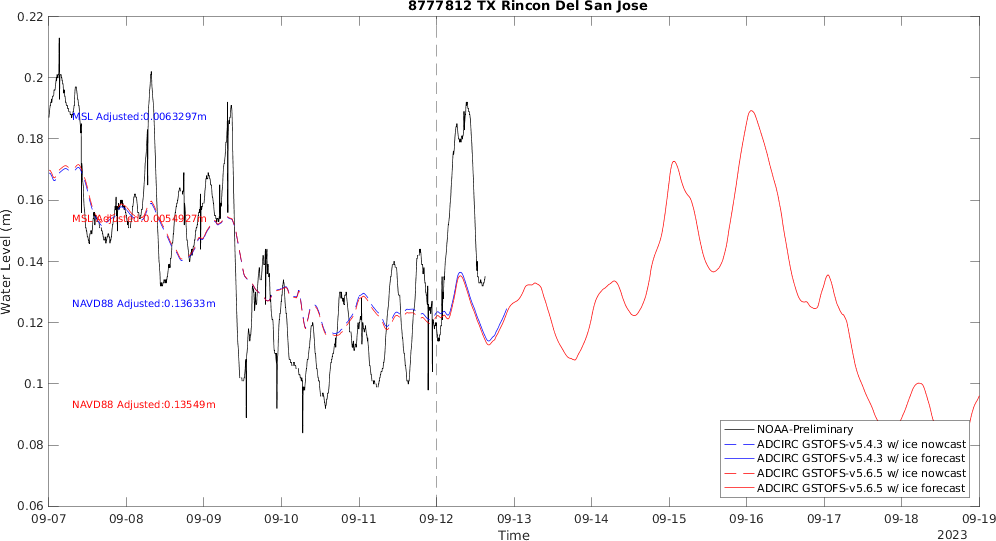 8777812 TX Rincon Del San Jose
0.22
0.2
0.18
0.16
0.14
0.12
0.1
0.08
0.06
Water Level (m)
MSL Adjusted:0.0063297m
MSL Adjusted:0.0054927m
NAVD88 Adjusted:0.13633m
NAVD88 Adjusted:0.13549m
NOAA-Preliminary
ADCIRC GSTOFS-v5.4.3 w/ ice nowcast
ADCIRC GSTOFS-v5.4.3 w/ ice forecast
ADCIRC GSTOFS-v5.6.5 w/ ice nowcast
ADCIRC GSTOFS-v5.6.5 w/ ice forecast
09-07 09-08 09-09 09-10 09-11 09-12 09-13 09-14 09-15 09-16 09-17 09-18 09-19
Time
2023